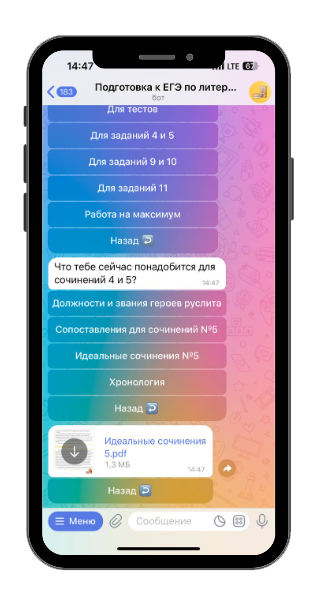 14:47
LTE 62
183
Подготовка к ЕГЭ по литер...
бот
Для тестов
Для заданий 4 и 5
Для заданий 9 и 10
Для заданий 11
Работа на максимум
Назад
Что тебе сейчас понадобится для
сочинений 4 и 5?
14:47
Должности и звания героев руслита
Сопоставления для сочинений №5
Идеальные сочинения №5
Хронология
Назад
Идеальные сочинения
5.pdf
1,3 МБ
14:47
Назад
Меню
Сообщение